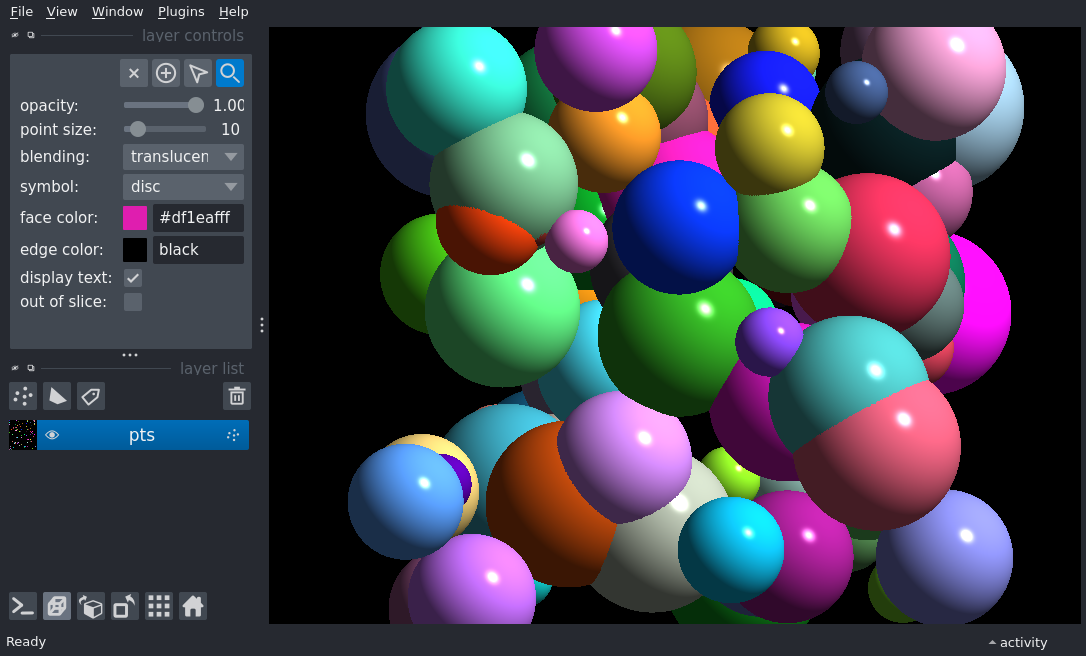 File View Window Plugins Help
layer controls
opacity: 1.00
point size: 10
blending: translucen
symbol: disc
face color: #df1eafff
edge color: black
display text:
out of slice:
layer list
pts
Ready
activity